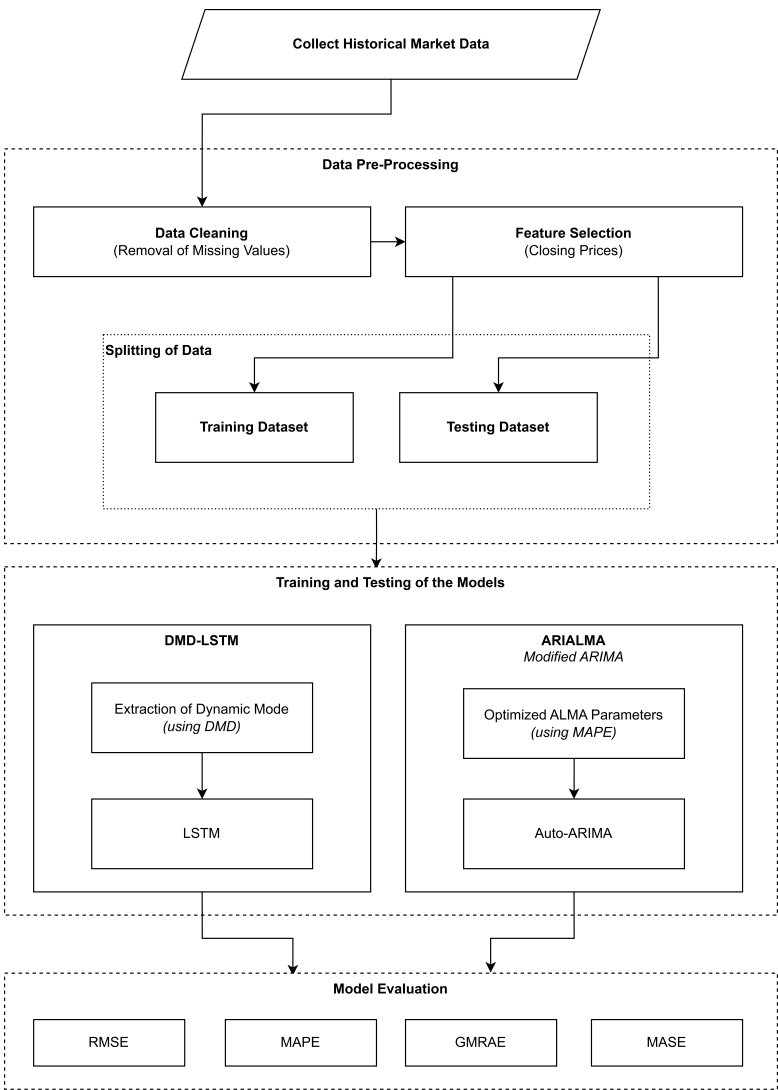 Collect Historical Market Data
Data Pre-Processing
Data Cleaning
(Removal of Missing Values)
Feature Selection
(Closing Prices)
Splitting of Data
Training Dataset
Testing Dataset
Training and Testing of the Models
DMD-LSTM
Extraction of Dynamic Mode
(using DMD)
LSTM
ARIALMA
Modified ARIMA
Optimized ALMA Parameters
(using MAPE)
Auto-ARIMA
Model Evaluation
RMSE
MAPE
GMRAE
MASE